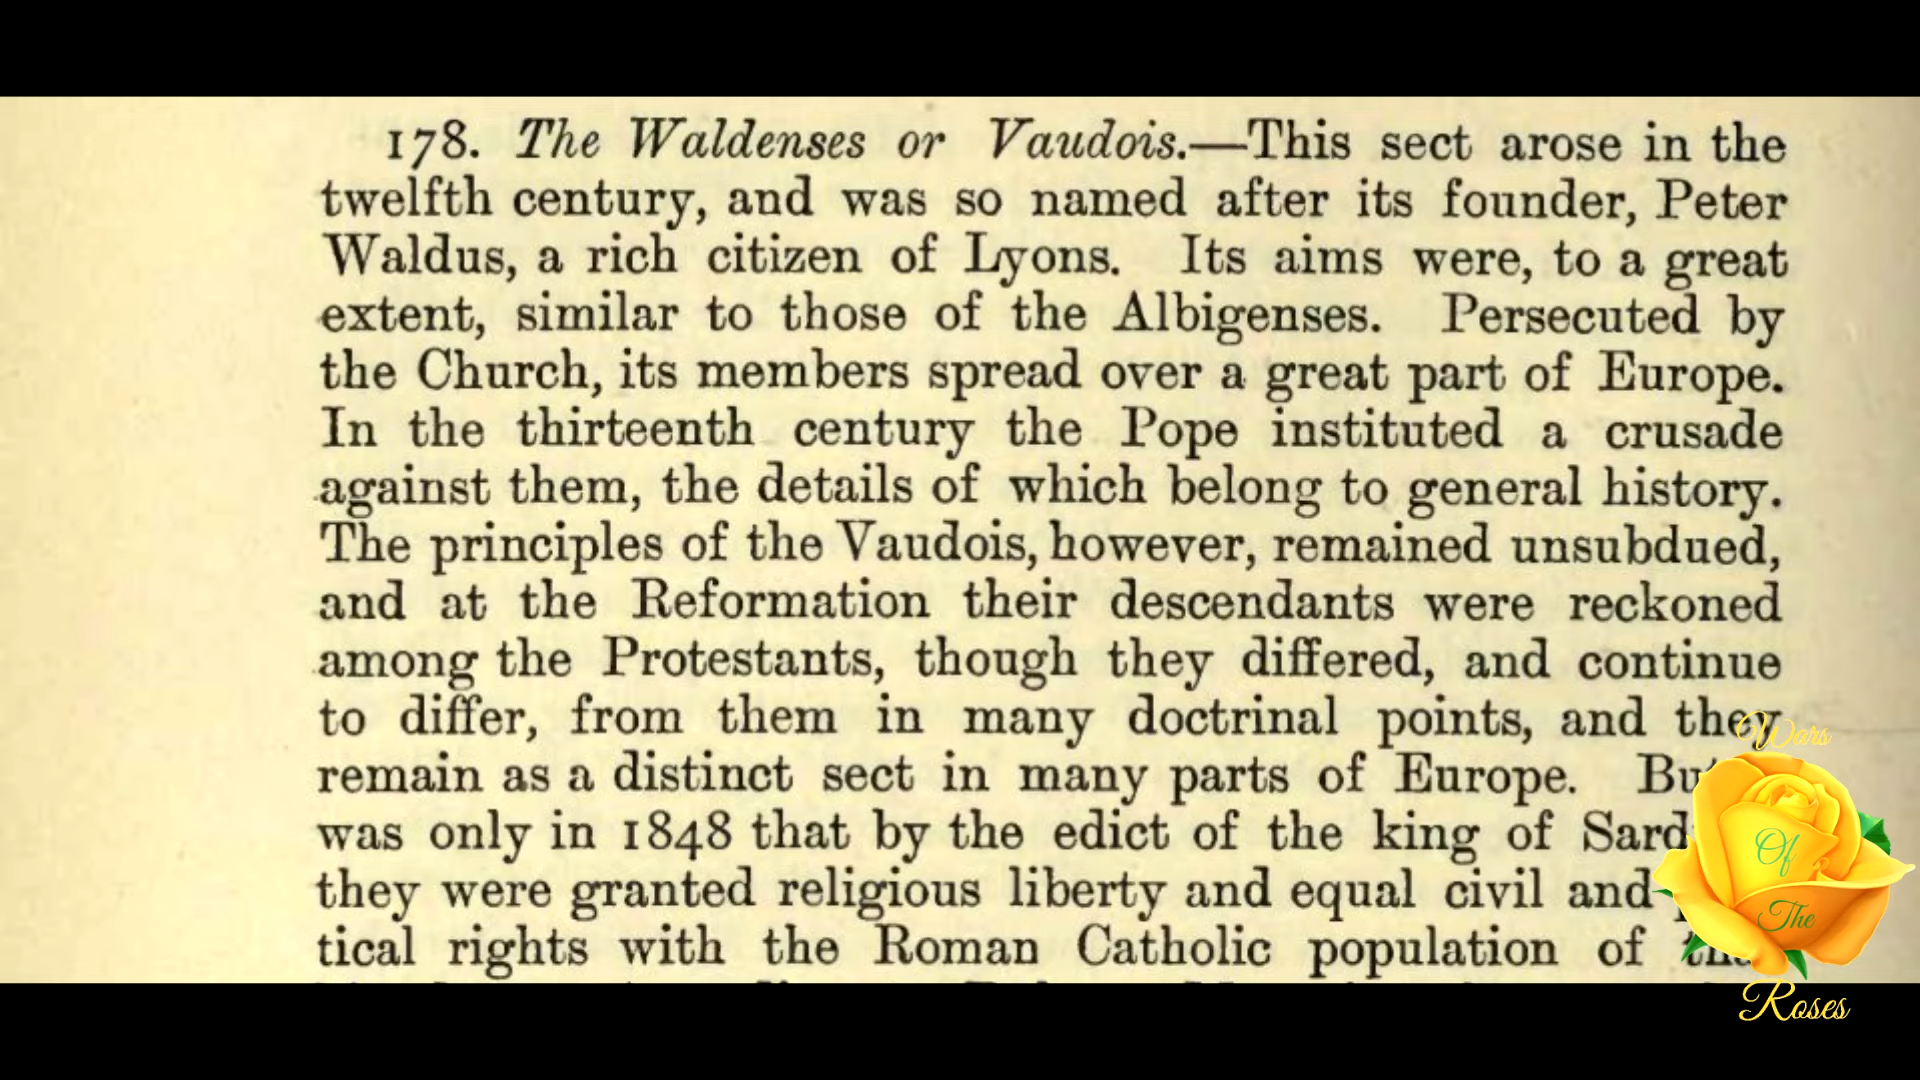 178. The Waldenses or Vaudois.—This sect arose in the
twelfth century, and was so named after its founder, Peter
Waldus, a rich citizen of Lyons. Its aims were, to a great
extent, similar to those of the Albigenses. Persecuted by
the Church, its members spread over a great part of Europe.
In the thirteenth century the Pope instituted a crusade
against them, the details of which belong to general history.
The principles of the Vaudois, however, remained unsubdued,
and at the Reformation their descendants were reckoned
among the Protestants, though they differed, and continue
to differ, from them in many doctrinal points, and they
remain as a distinct sect in many parts of Europe.
was only in 1848 that by the edict of the king of
they were granted religious liberty and equal civil and
tical rights with the Roman Catholic population of
Wars
Of
The
Roses